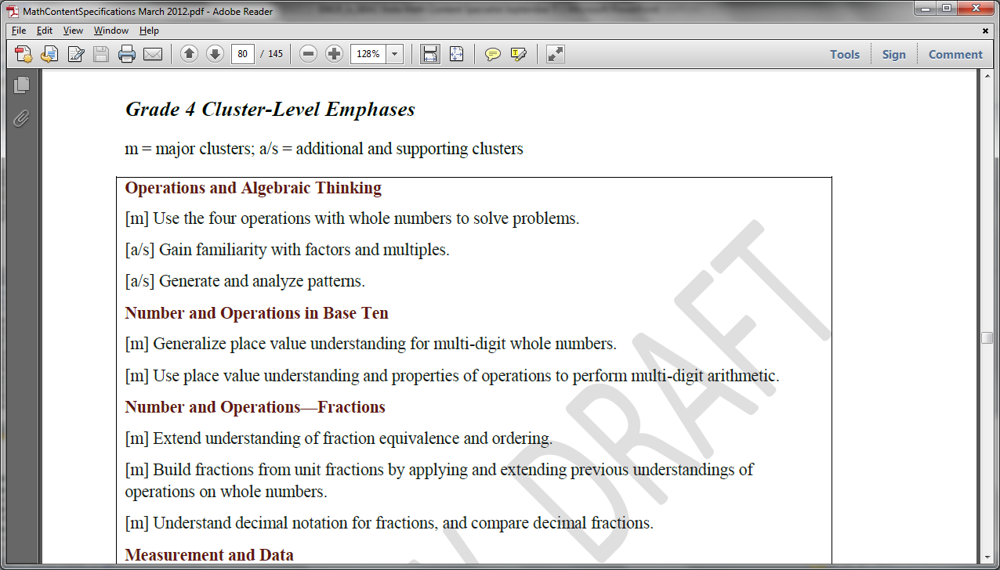 MathContentSpecifications March 2012.pdf - Adobe Reader
File Edit View Window Help
80 / 145 128% Tools Sign Comment
Grade 4 Cluster-Level Emphases
m = major clusters; a/s = additional and supporting clusters
Operations and Algebraic Thinking
[m] Use the four operations with whole numbers to solve problems.
[a/s] Gain familiarity with factors and multiples.
[a/s] Generate and analyze patterns.
Number and Operations in Base Ten
[m] Generalize place value understanding for multi-digit whole numbers.
[m] Use place value understanding and properties of operations to perform multi-digit arithmetic.
Number and Operations—Fractions
[m] Extend understanding of fraction equivalence and ordering.
[m] Build fractions from unit fractions by applying and extending previous understandings of
operations on whole numbers.
[m] Understand decimal notation for fractions, and compare decimal fractions.
Measurement and Data
DRAFT